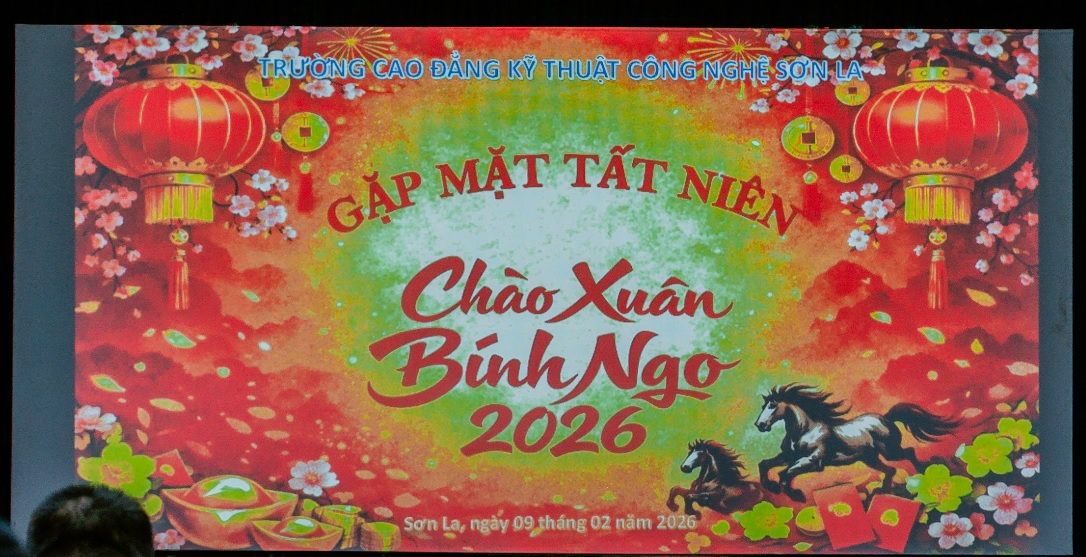 TRƯỜNG CAO ĐẲNG KỸ THUẬT CÔNG NGHỆ SƠN LA
GẶP MẶT TẤT NIÊN
Chào Xuân
Bính Ngọ
2026
Sơn La, ngày 09 tháng 02 năm 2026